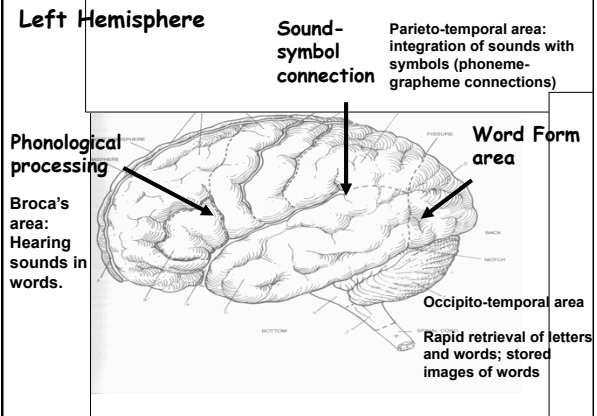 Left Hemisphere
Sound-
symbol
connection
Parieto-temporal area:
integration of sounds with
symbols (phoneme-
grapheme connections)
Phonological
processing
Broca's
area:
Hearing
sounds in
words.
FISSURE
Word Form
area
BACK
NOTCH
Occipito-temporal area
Rapid retrieval of letters
and words; stored
images of words
BOTTOM